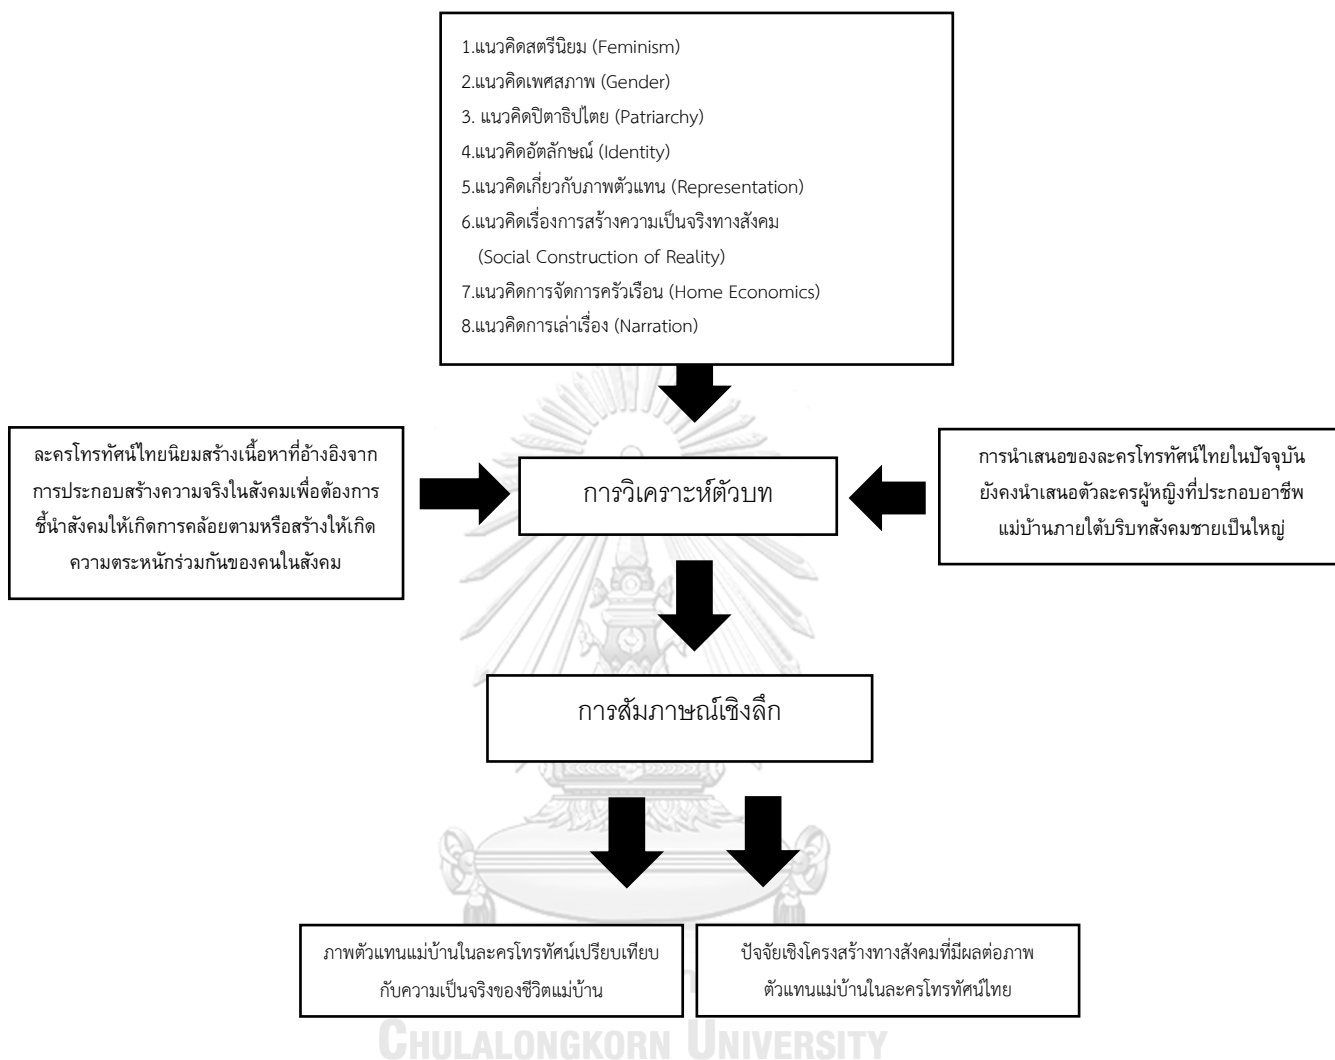 1.แนวคิดสตรีนิยม (Feminism)
2.แนวคิดเพศสภาพ (Gender)
3. แนวคิดปิตาธิปไตย (Patriarchy)
4.แนวคิดอัตลักษณ์ (Identity)
5.แนวคิดเกี่ยวกับภาพตัวแทน (Representation)
6.แนวคิดเรื่องการสร้างความเป็นจริงทางสังคม
(Social Construction of Reality)
7.แนวคิดการจัดการครัวเรือน (Home Economics)
8.แนวคิดการเล่าเรื่อง (Narration)
ละครโทรทัศน์ไทยนิยมสร้างเนื้อหาที่อ้างอิงจาก
การประกอบสร้างความจริงในสังคมเพื่อต้องการ
ชี้นำสังคมให้เกิดการคล้อยตามหรือสร้างให้เกิด
ความตระหนักร่วมกันของคนในสังคม
การวิเคราะห์ตัวบท
การนำเสนอของละครโทรทัศน์ไทยในปัจจุบัน
ยังคงนำเสนอตัวละครผู้หญิงที่ประกอบอาชีพ
แม่บ้านภายใต้บริบทสังคมชายเป็นใหญ่
การสัมภาษณ์เชิงลึก
ภาพตัวแทนแม่บ้านในละครโทรทัศน์เปรียบเทียบ
กับความเป็นจริงของชีวิตแม่บ้าน
ปัจจัยเชิงโครงสร้างทางสังคมที่มีผลต่อภาพ
ตัวแทนแม่บ้านในละครโทรทัศน์ไทย
CHULALONGKORN UNIVERSITY